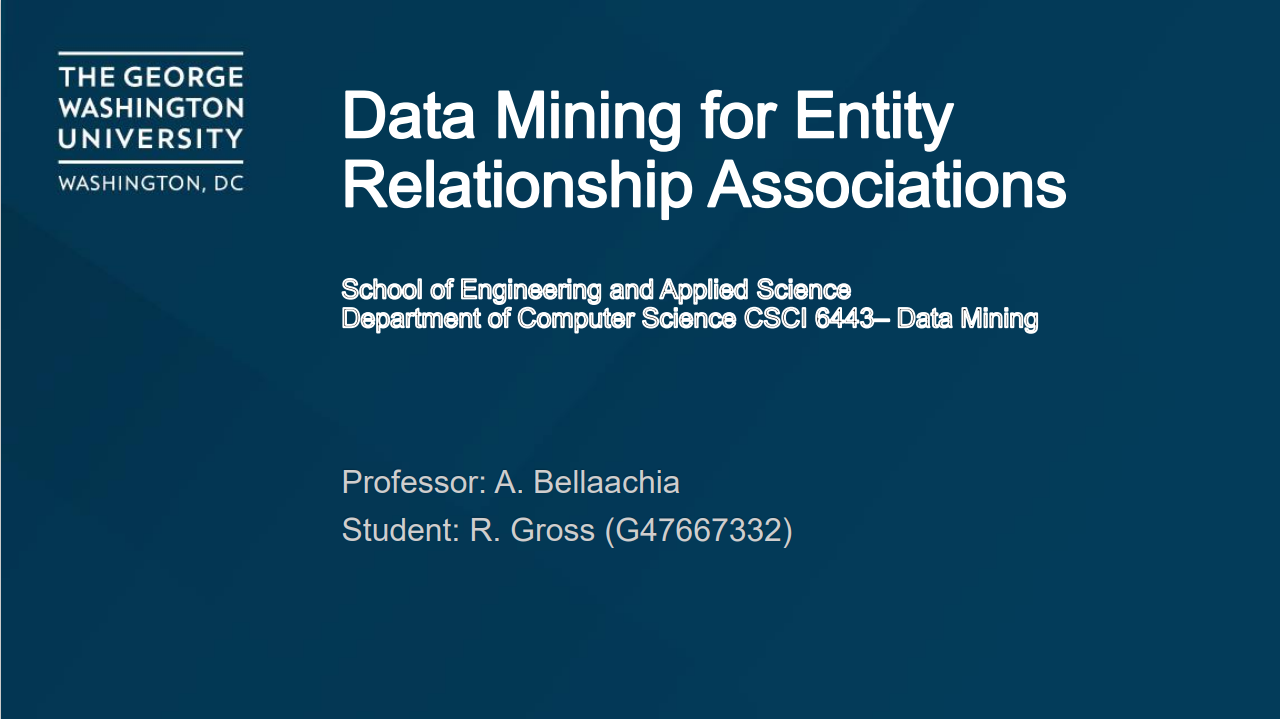 THE GEORGE
WASHINGTON
UNIVERSITY
WASHINGTON, DC
Data Mining for Entity
Relationship Associations
School of Engineering and Applied Science
Department of Computer Science CSCI 6443– Data Mining
Professor: A. Bellaachia
Student: R. Gross (G47667332)